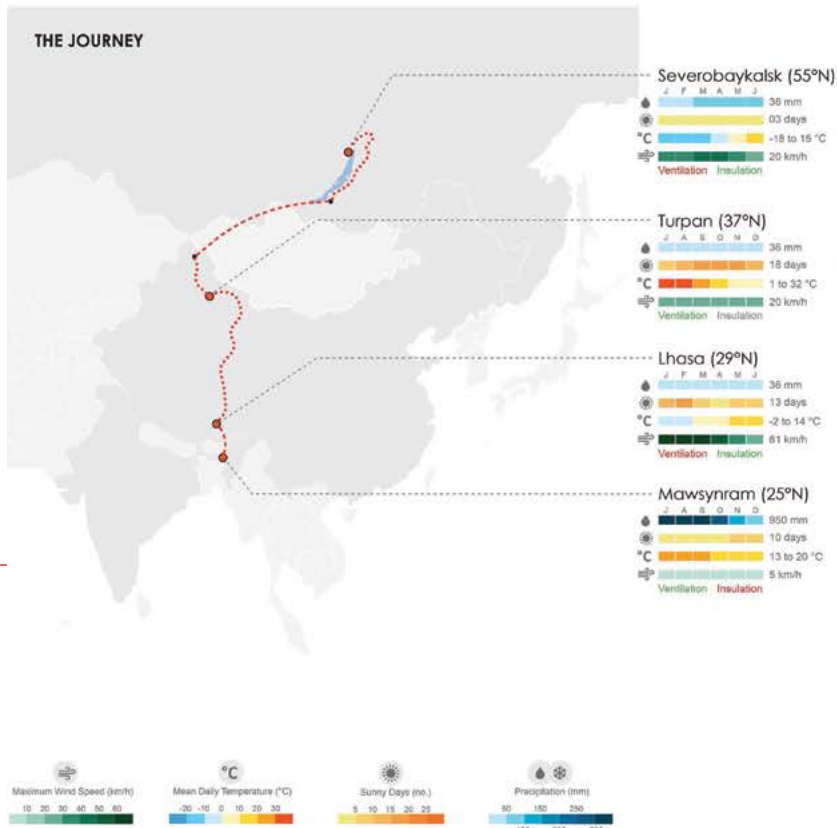 THE JOURNEY
Severobaykalsk (55°N)
J F M A M J
36 mm
03 days
°C -18 to 15 °C
20 km/h
Ventilation Insulation
Turpan (37°N)
J A S O N D
36 mm
18 days
°C 1 to 32 °C
20 km/h
Ventilation Insulation
Lhasa (29°N)
J F M A M J
36 mm
13 days
°C -2 to 14 °C
61 km/h
Ventilation Insulation
Mawsynram (25°N)
J A S O N D
950 mm
10 days
°C 13 to 20 °C
5 km/h
Ventilation Insulation
°C
Maximum Wind Speed (km/h) Mean Daily Temperature (°C) Sunny Days (no.) Precipitation (mm)
10 20 30 40 50 60 -20 -10 0 10 20 30 5 10 15 20 25 50 150 250